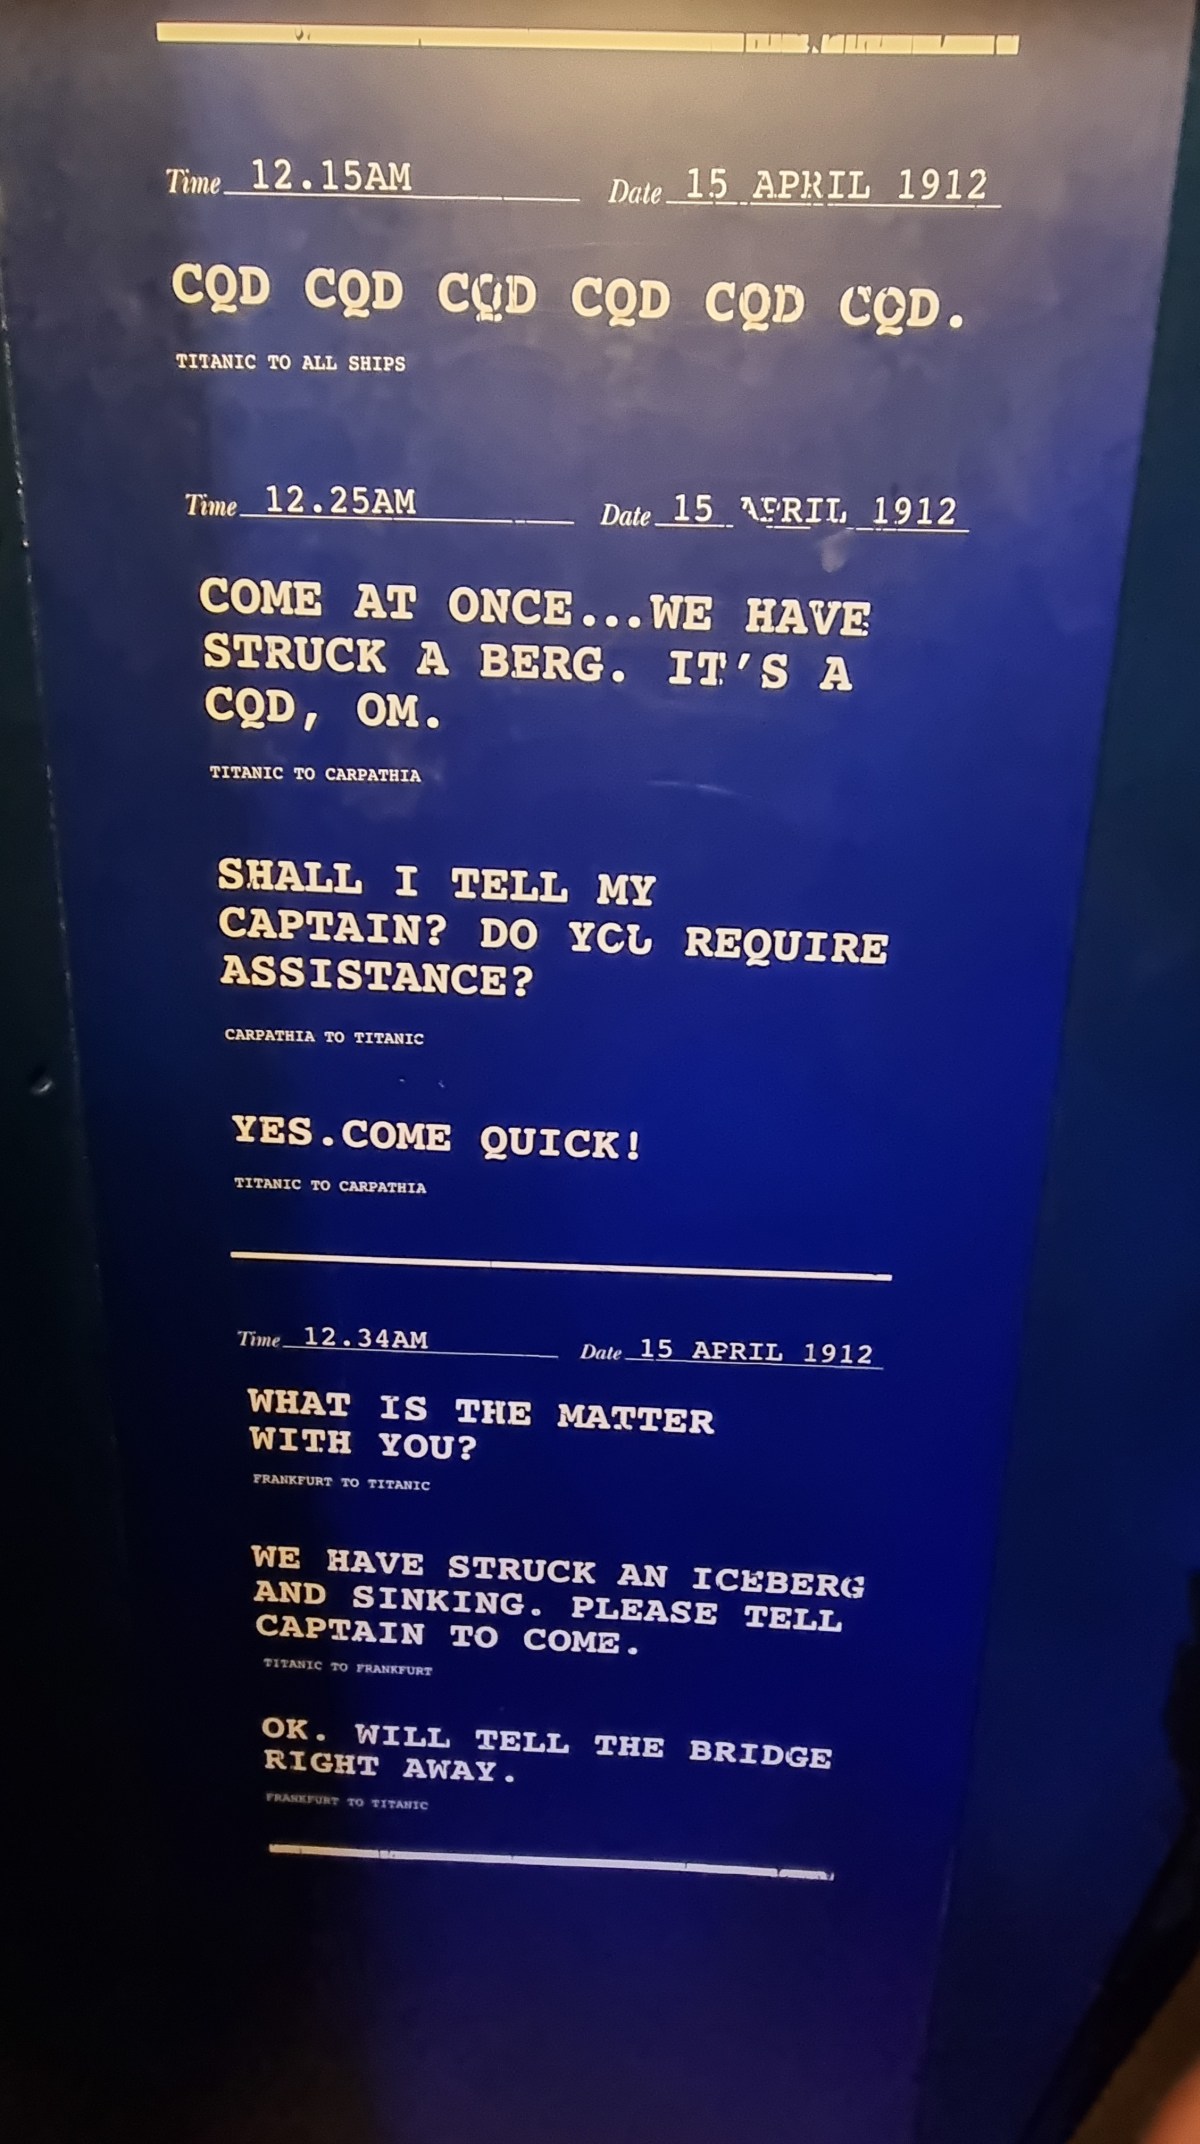 Time 12.15AM Date 15 APRIL 1912
CQD CQD CQD CQD CQD CQD.
TITANIC TO ALL SHIPS
Time 12.25AM Date 15 APRIL 1912
COME AT ONCE...WE HAVE
STRUCK A BERG. IT'S A
CQD, OM.
TITANIC TO CARPATHIA
SHALL I TELL MY
CAPTAIN? DO YOU REQUIRE
ASSISTANCE?
CARPATHIA TO TITANIC
YES.COME QUICK!
TITANIC TO CARPATHIA
Time 12.34AM Date 15 APRIL 1912
WHAT IS THE MATTER
WITH YOU?
FRANKFURT TO TITANIC
WE HAVE STRUCK AN ICEBERG
AND SINKING. PLEASE TELL
CAPTAIN TO COME.
TITANIC TO FRANKFURT
OK. WILL TELL THE BRIDGE
RIGHT AWAY.
FRANKFURT TO TITANIC